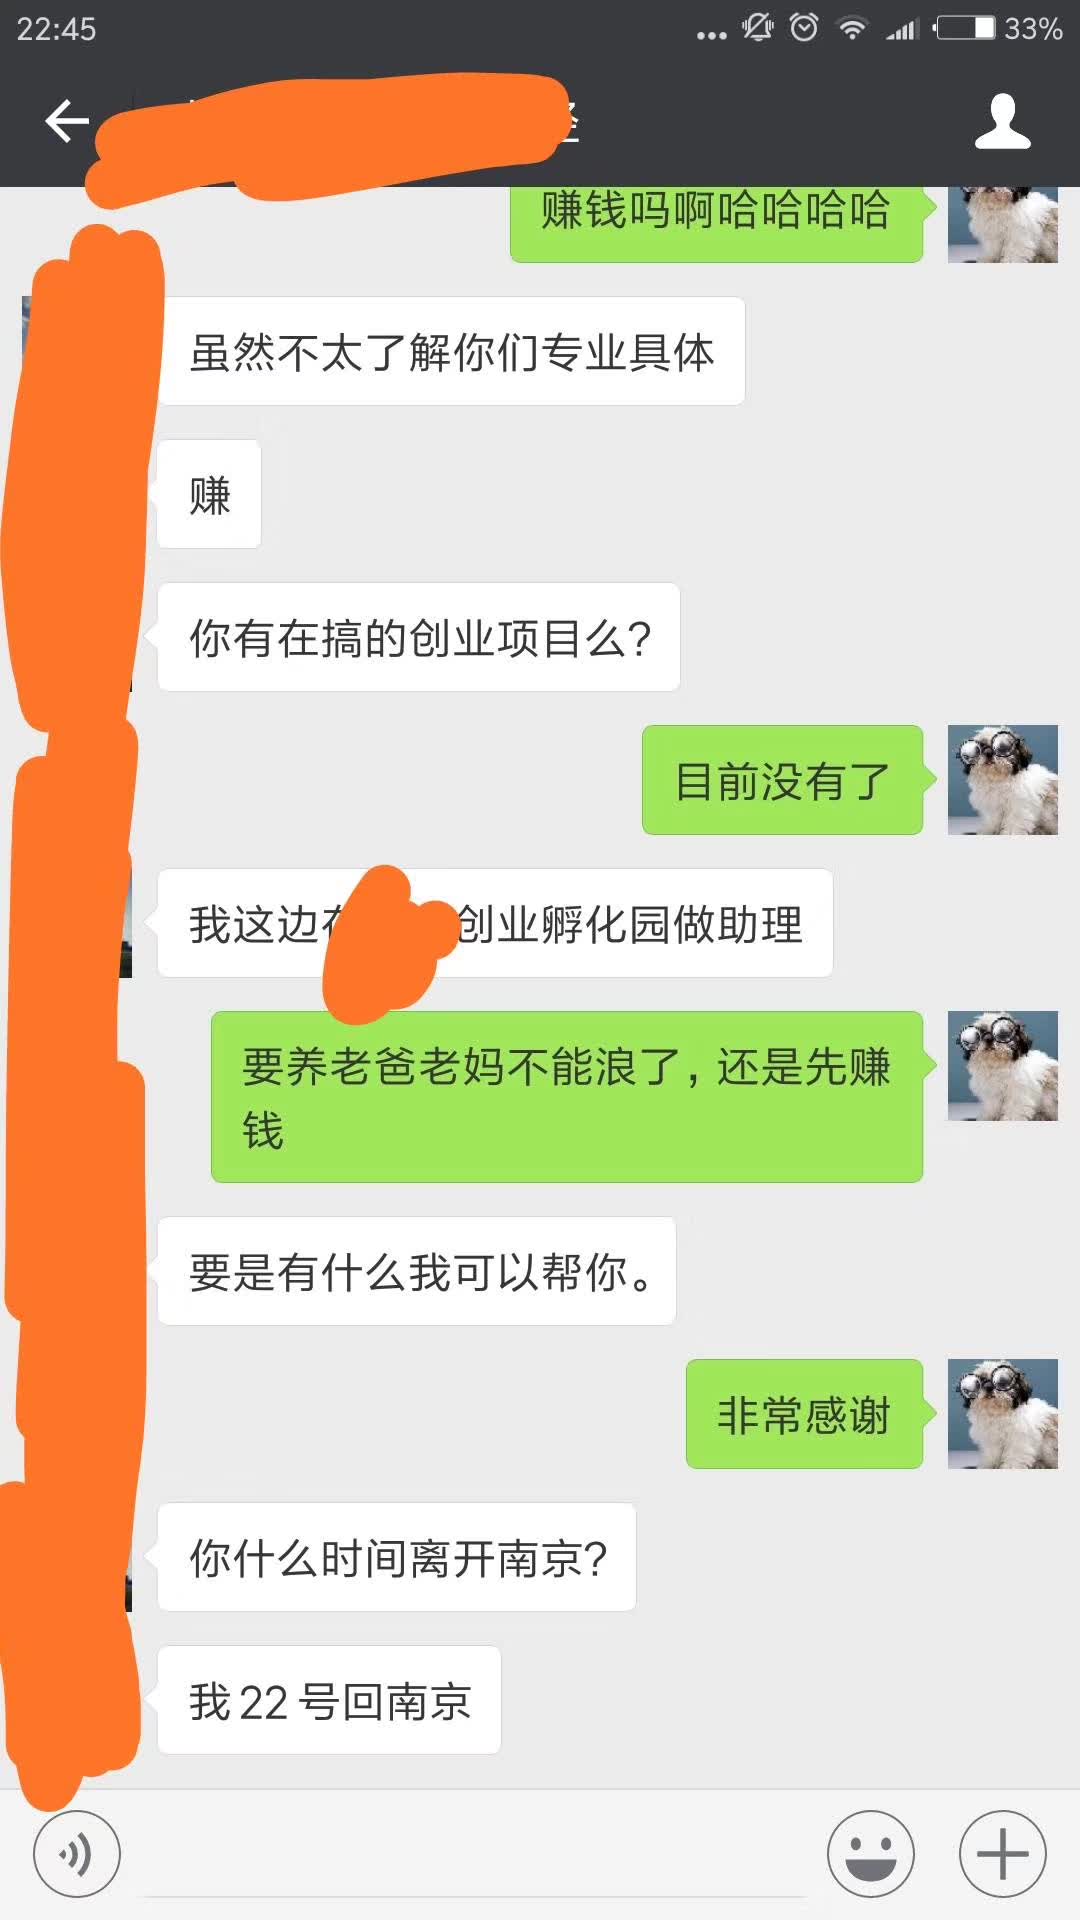 22:45
33%
赚钱吗啊哈哈哈哈
虽然不太了解你们专业具体
赚
你有在搞的创业项目么?
目前没有了
我这边 创业孵化园做助理
要养老爸老妈不能浪了，还是先赚
钱
要是有什么我可以帮你。
非常感谢
你什么时间离开南京?
我22号回南京